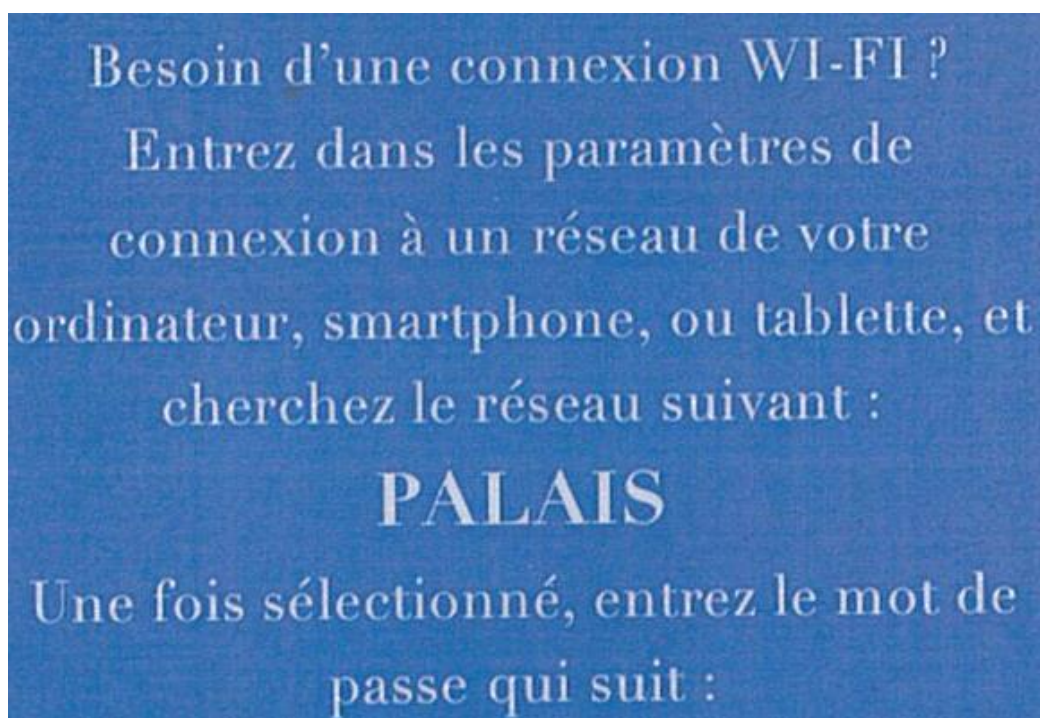 Besoin d'une connexion WI-FI ?
Entrez dans les paramètres de
connexion à un réseau de votre
ordinateur, smartphone, ou tablette, et
cherchez le réseau suivant :
PALAIS
Une fois sélectionné, entrez le mot de
passe qui suit :